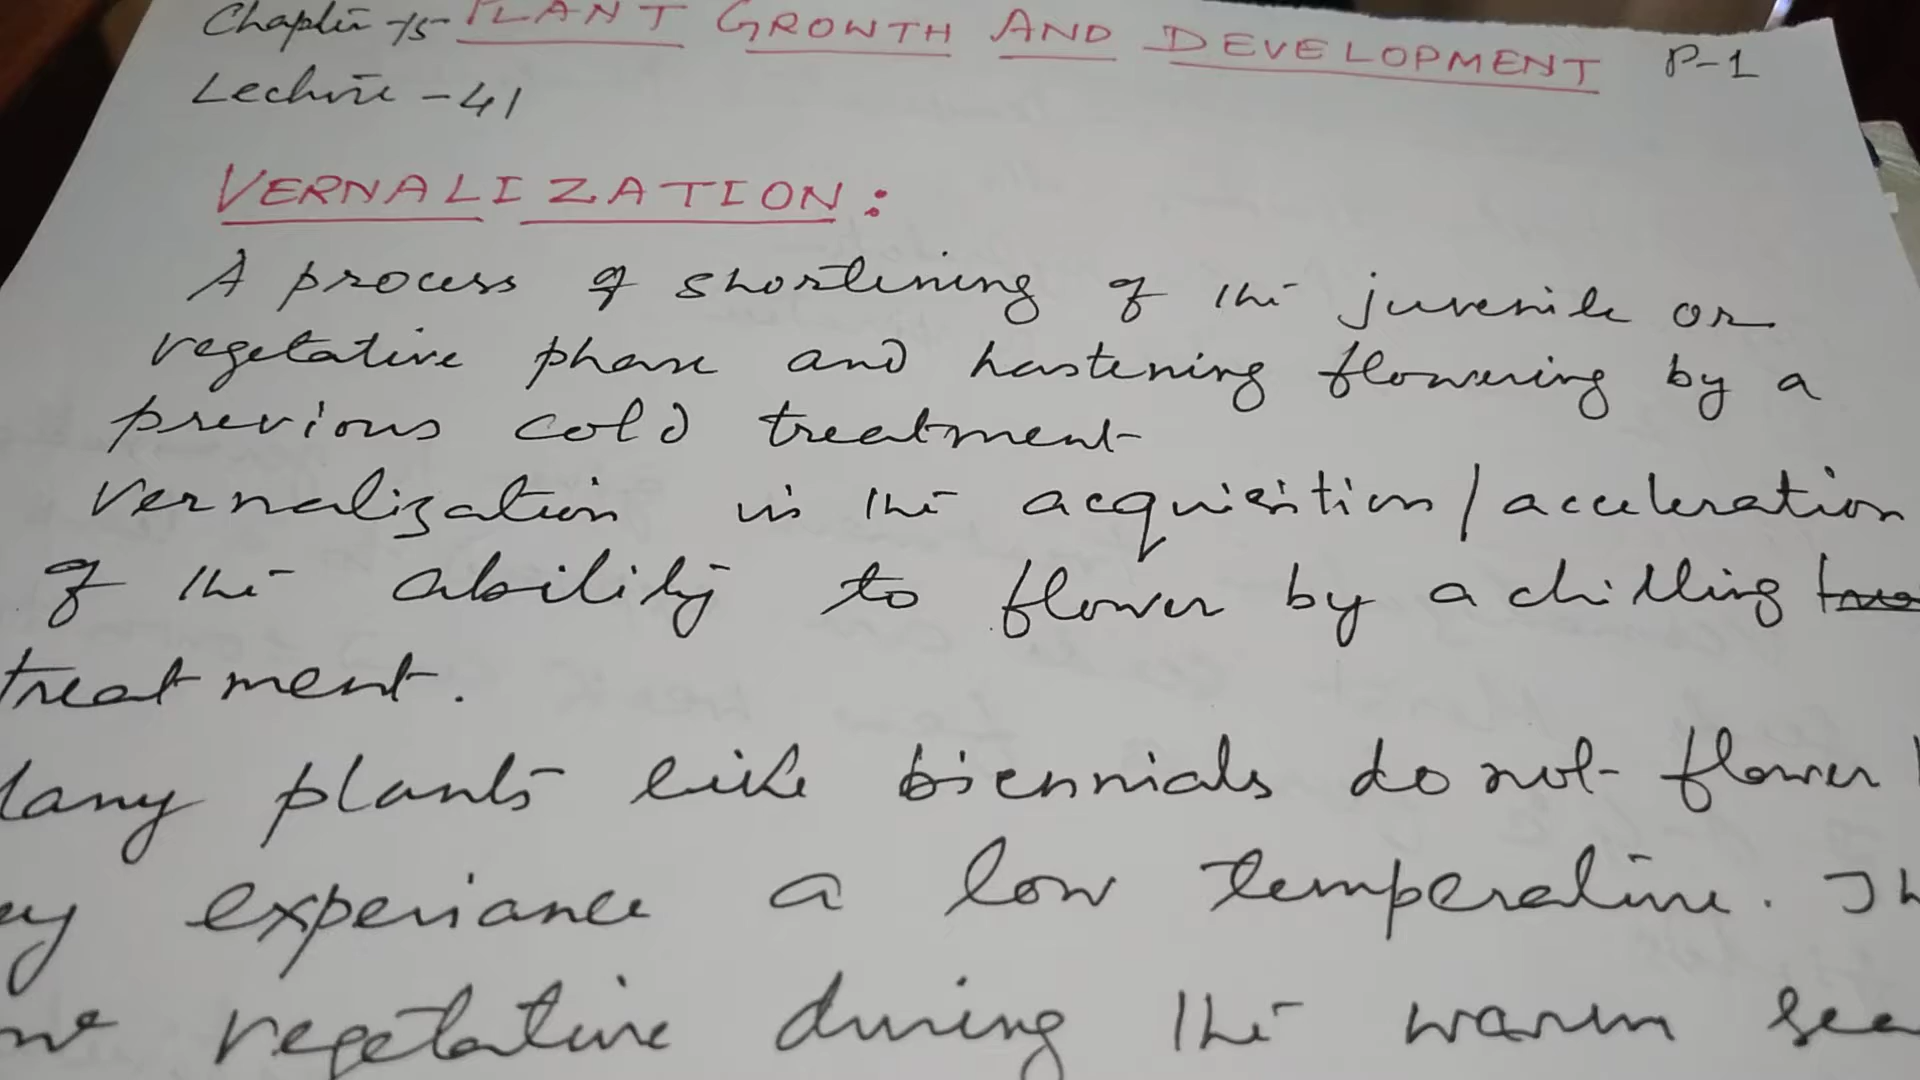 Chapter - 15 - PLANT GROWTH AND DEVELOPMENT P-1
Lecture - 41
VERNALIZATION :
A process of shortening of the juvenile or
vegetative phase and hastening flowering by a
previous cold treatment
Vernalization is the acquisition / acceleration
of the ability to flower by a chilling
treatment.
plants like biennials do not flower
experiance a low temperature.
vegetative during the warm